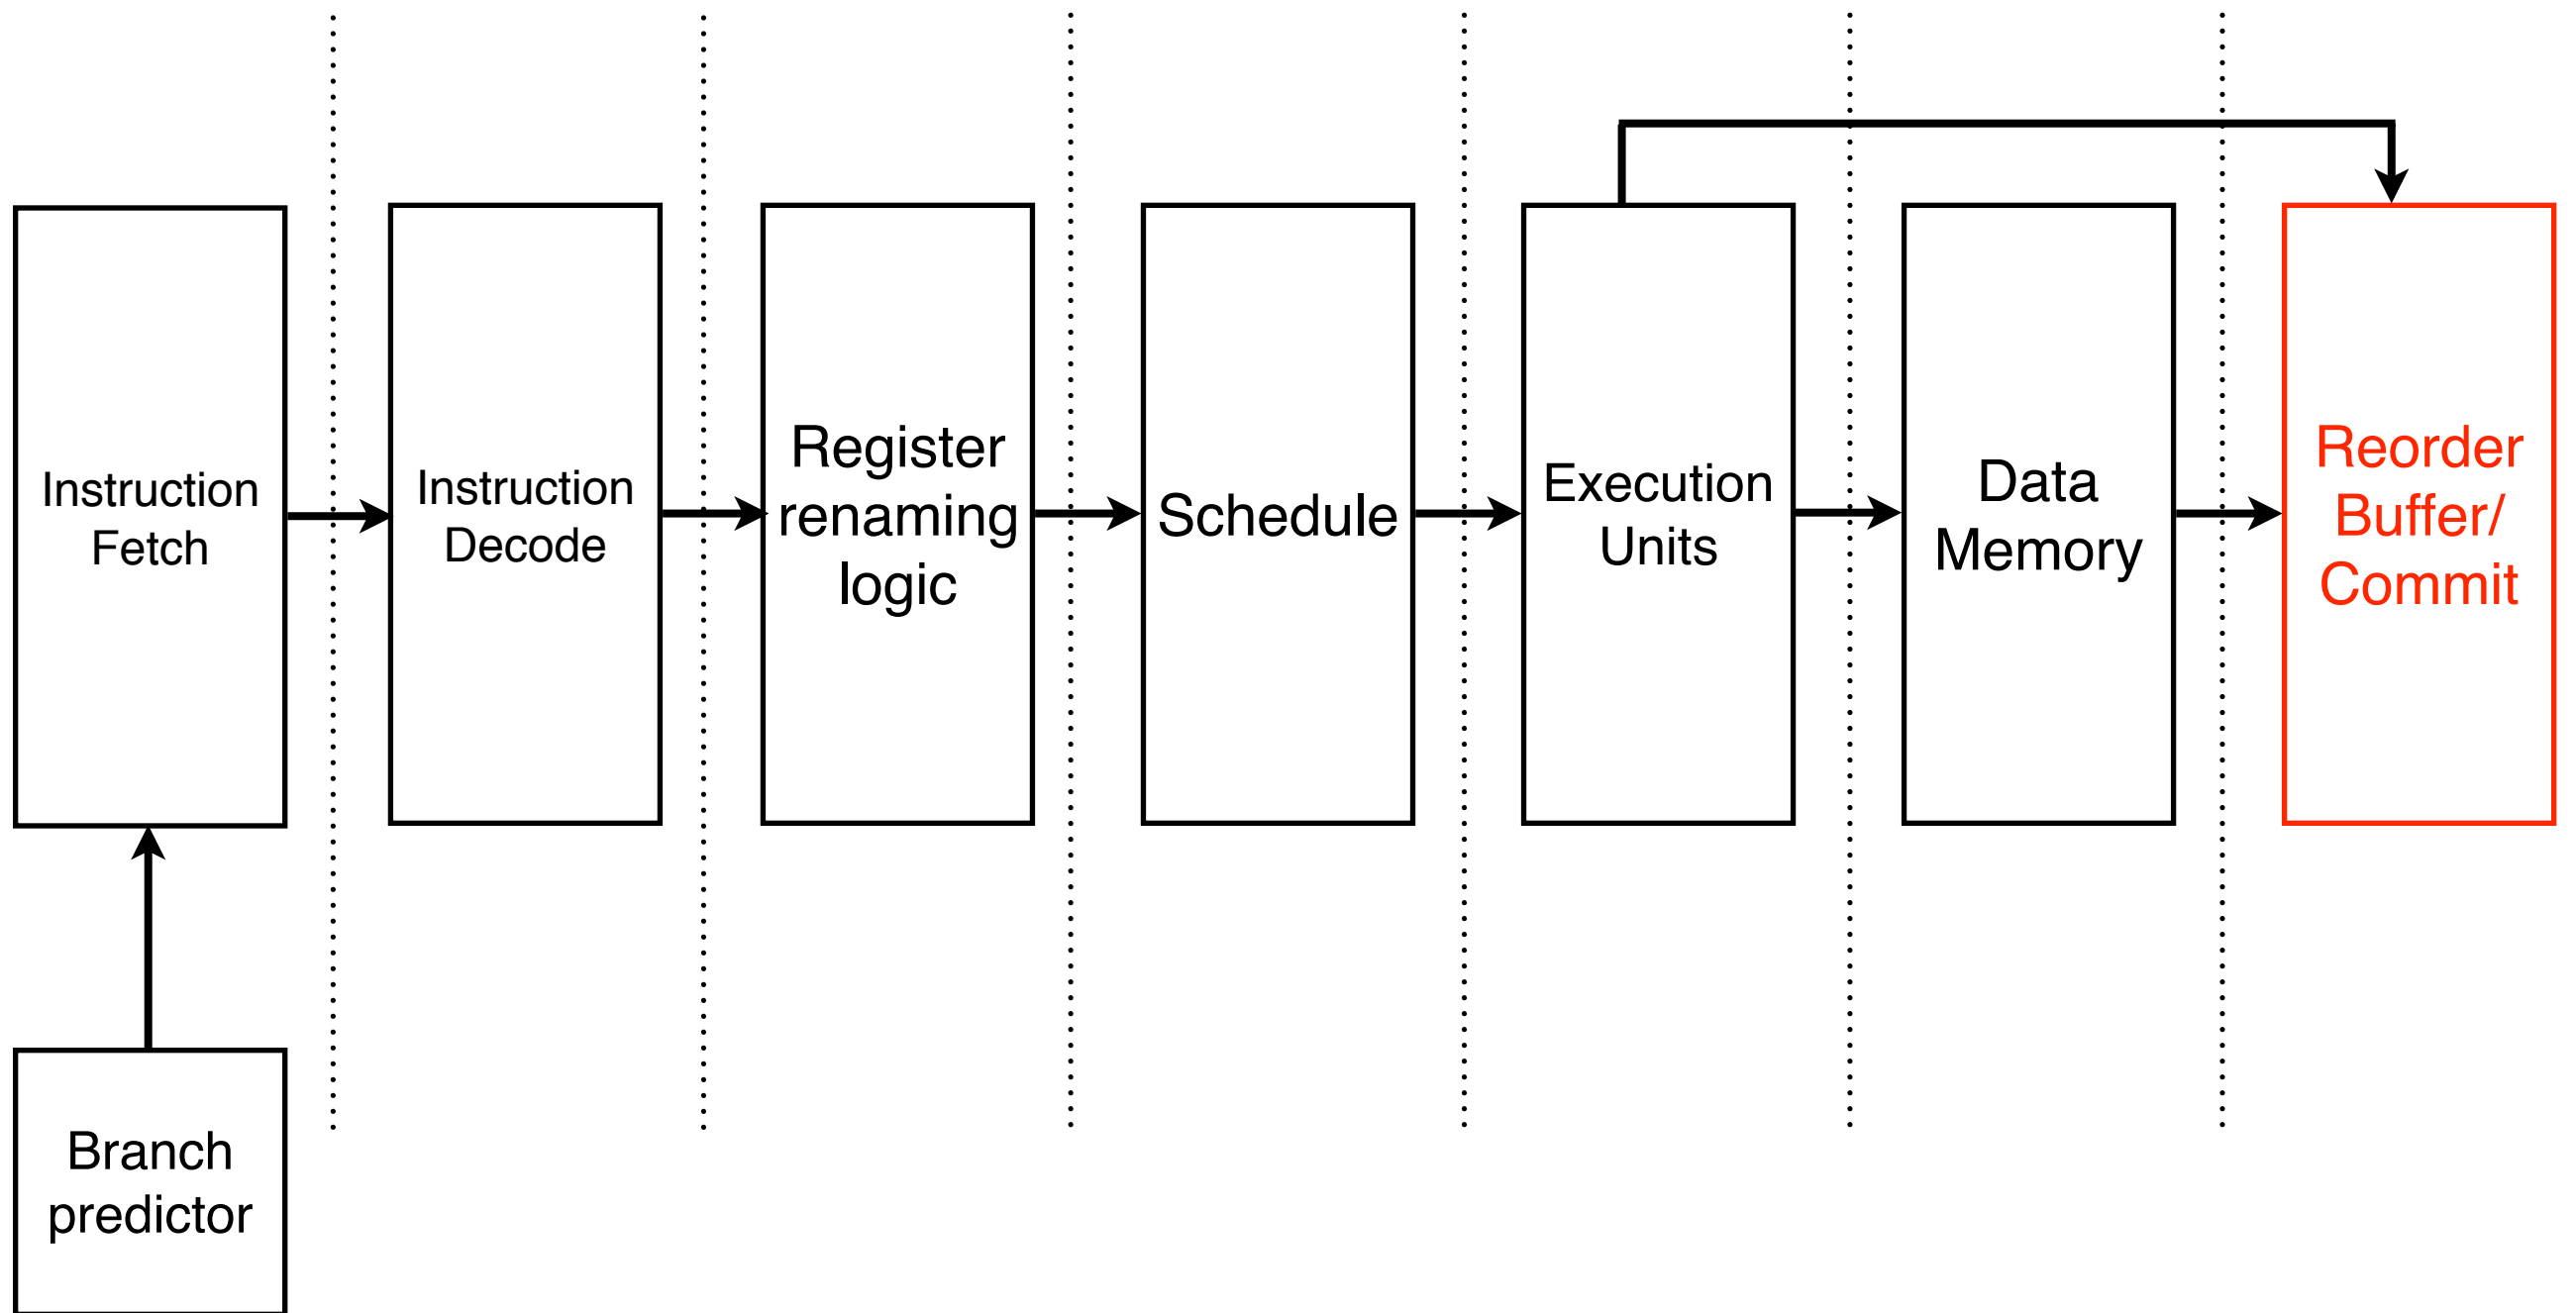 Instruction
Fetch
Instruction
Decode
Register
renaming
logic
Schedule
Execution
Units
Data
Memory
Reorder
Buffer/
Commit
Branch
predictor